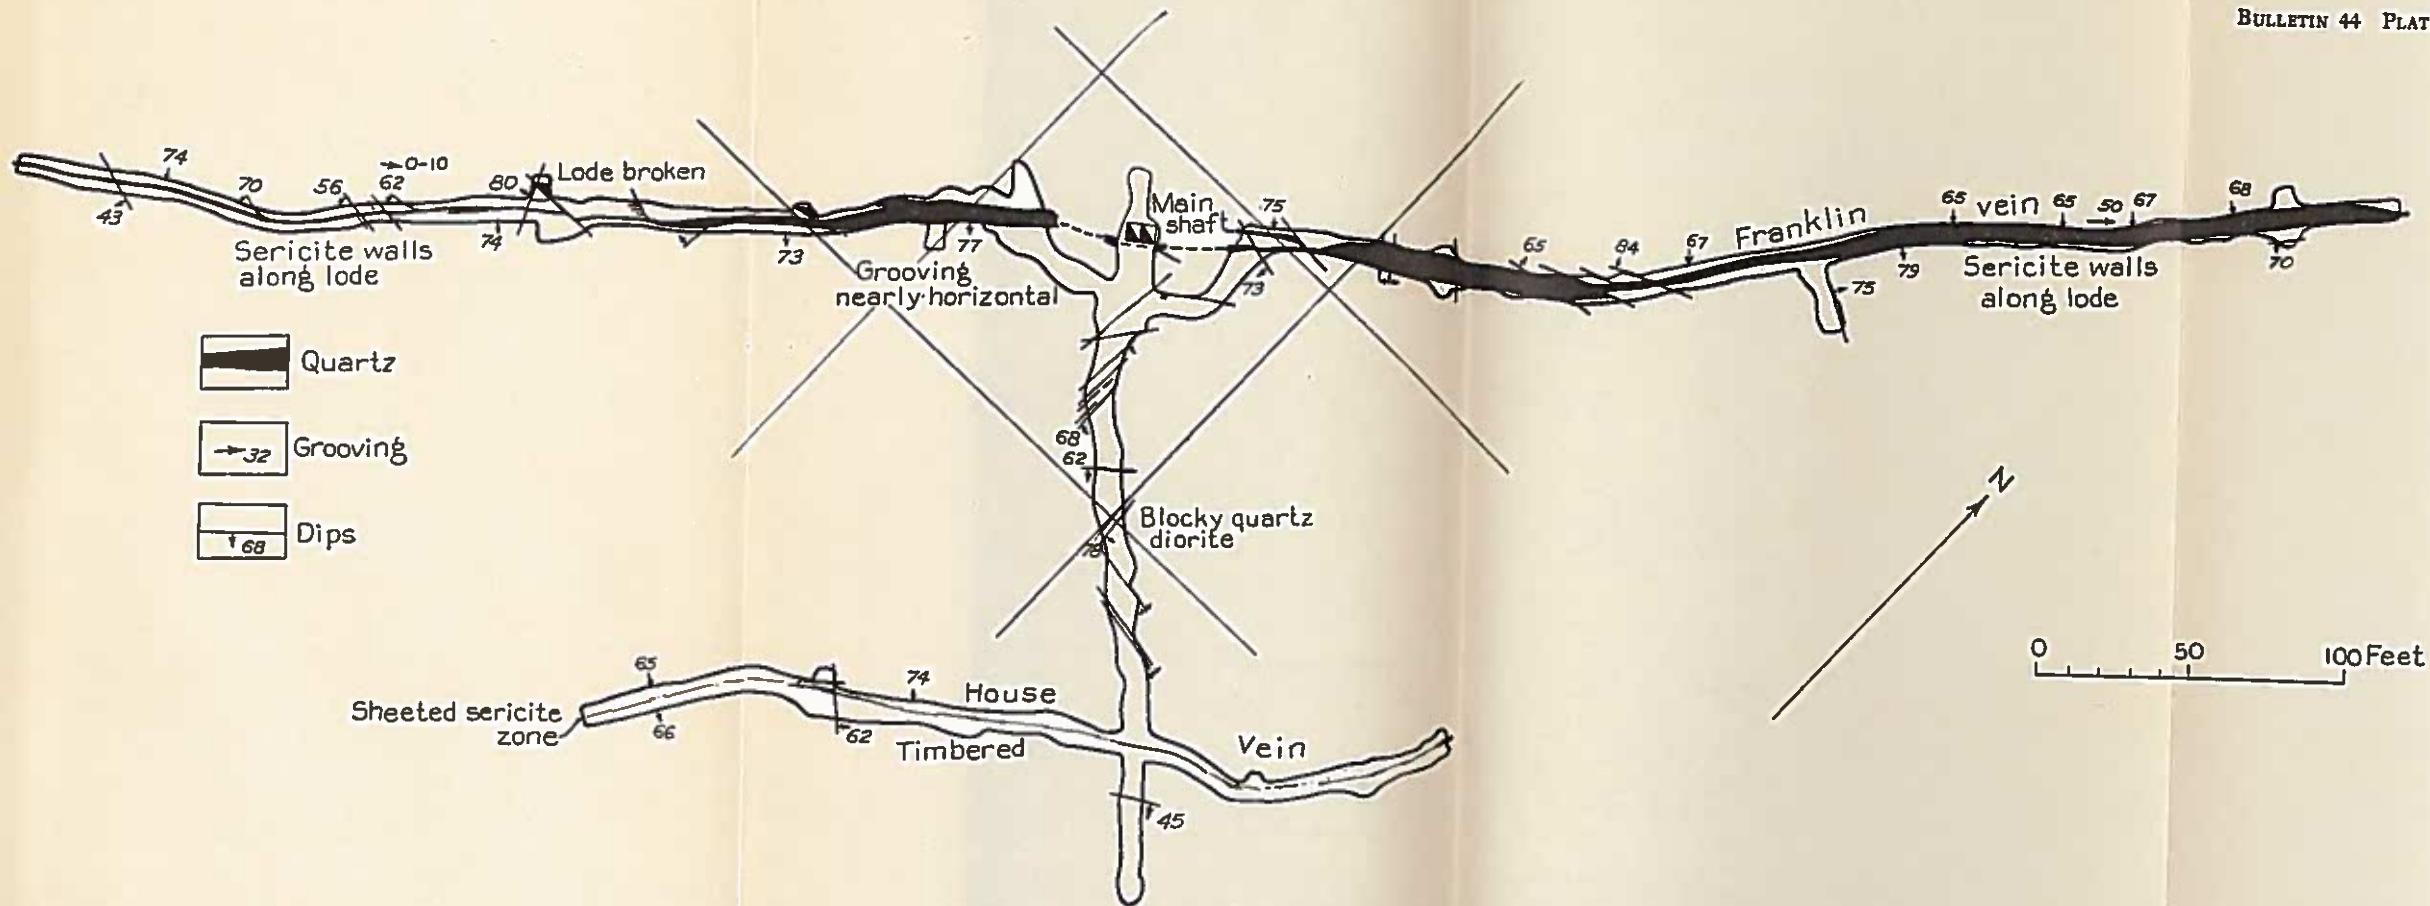 BULLETIN 44 PLAT
74
70
56
→0-10
62
80
Lode broken
43
Sericite walls
along lode
74
73
77
Grooving
nearly horizontal
Main
shaft
75
73
65
84
67
Franklin vein
65
65
50
67
68
79
Sericite walls
along lode
75
70
Quartz
→32 Grooving
68 Dips
68
62
78
Blocky quartz
diorite
N
0 50 100 Feet
65
74
House
Sheeted sericite
zone
66
62
Timbered
Vein
45